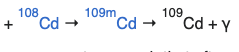 + ¹⁰⁸Cd → ¹⁰⁹ᵐCd → ¹⁰⁹Cd + γ